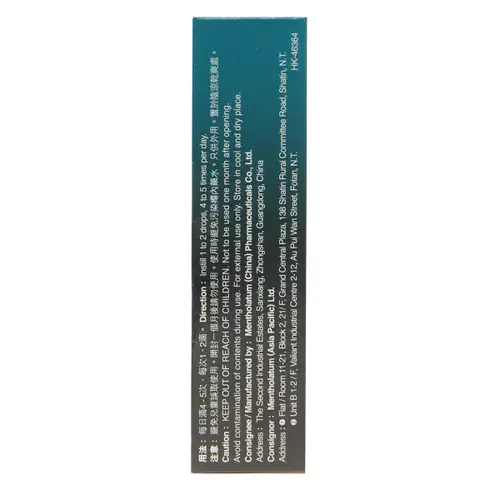 用法：每日滴4 - 5次，每次1 - 2滴。 Direction： Instill 1 to 2 drops, 4 to 5 times per day.
注意：避免兒童誤取使用。開封一個月後請勿使用。使用時避免污染樽內藥水。只供外用。置於陰涼乾爽處。
Caution： KEEP OUT OF REACH OF CHILDREN. Not to be used one month after opening.
Avoid contamination of contents during use. For external use only. Store in cool and dry place.
Consignee / Manufactured by： Mentholatum (China) Pharmaceuticals Co., Ltd.
Address： The Second Industrial Estates, Sanxiang, Zhongshan, Guangdong, China
Consignor： Mentholatum (Asia Pacific) Ltd.
Address：● Flat / Room 11-21, Block 2, 21/ F, Grand Central Plaza, 138 Shatin Rural Committee Road, Shatin, N.T.
● Unit B 1-2 / F, Valiant Industrial Centre 2-12, Au Pui Wan Street, Fotan, N.T.
HK-46364